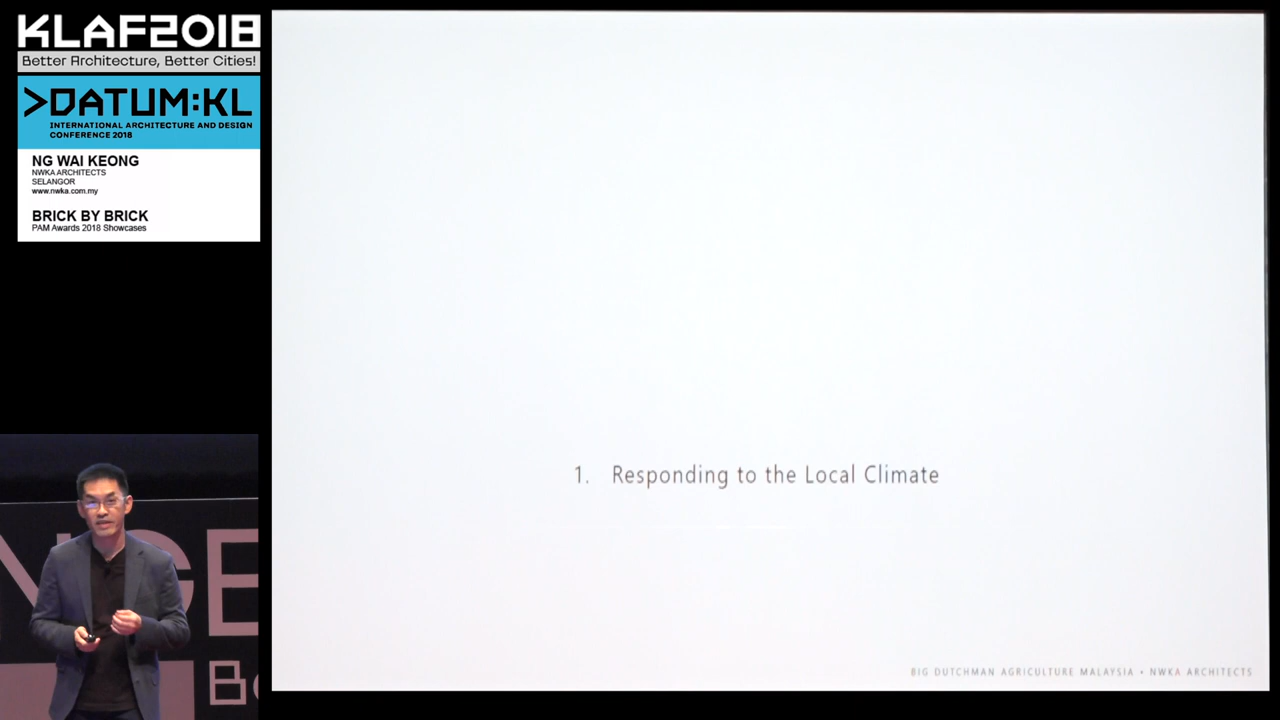 KLAF2018
Better Architecture, Better Cities!
>DATUM:KL
INTERNATIONAL ARCHITECTURE AND DESIGN
CONFERENCE 2018
NG WAI KEONG
NWKA ARCHITECTS
SELANGOR
www.nwka.com.my
BRICK BY BRICK
PAM Awards 2018 Showcases
1. Responding to the Local Climate
BIG DUTCHMAN AGRICULTURE MALAYSIA • NWKA ARCHITECTS